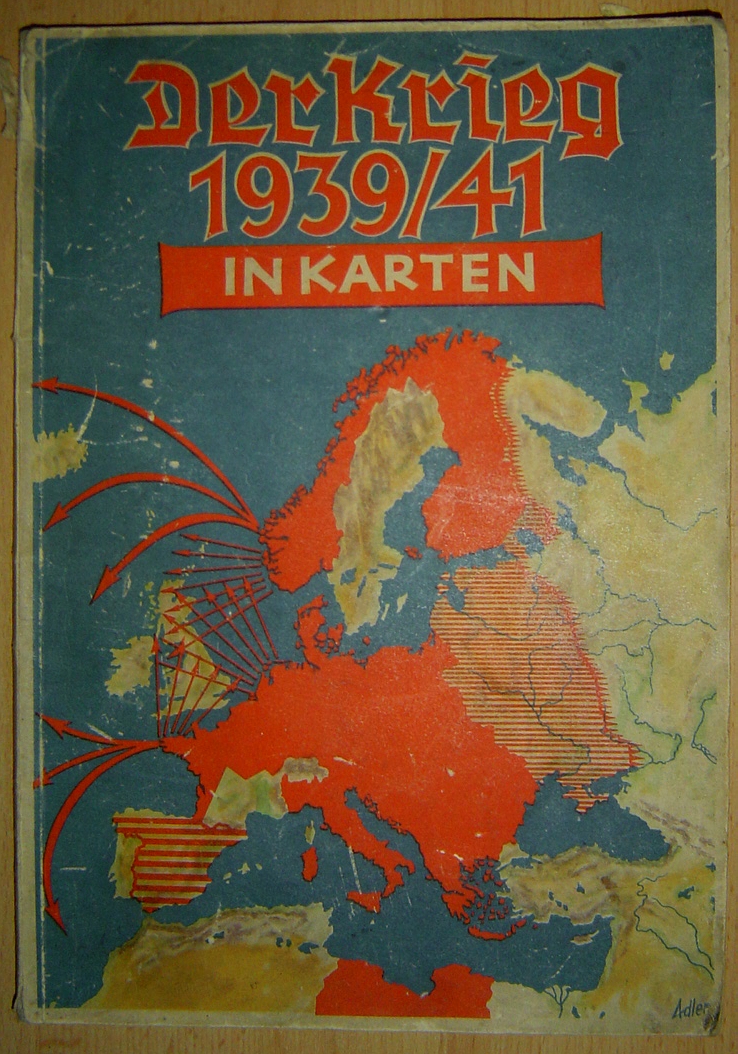 Der Krieg
1939/41
IN KARTEN
Adler